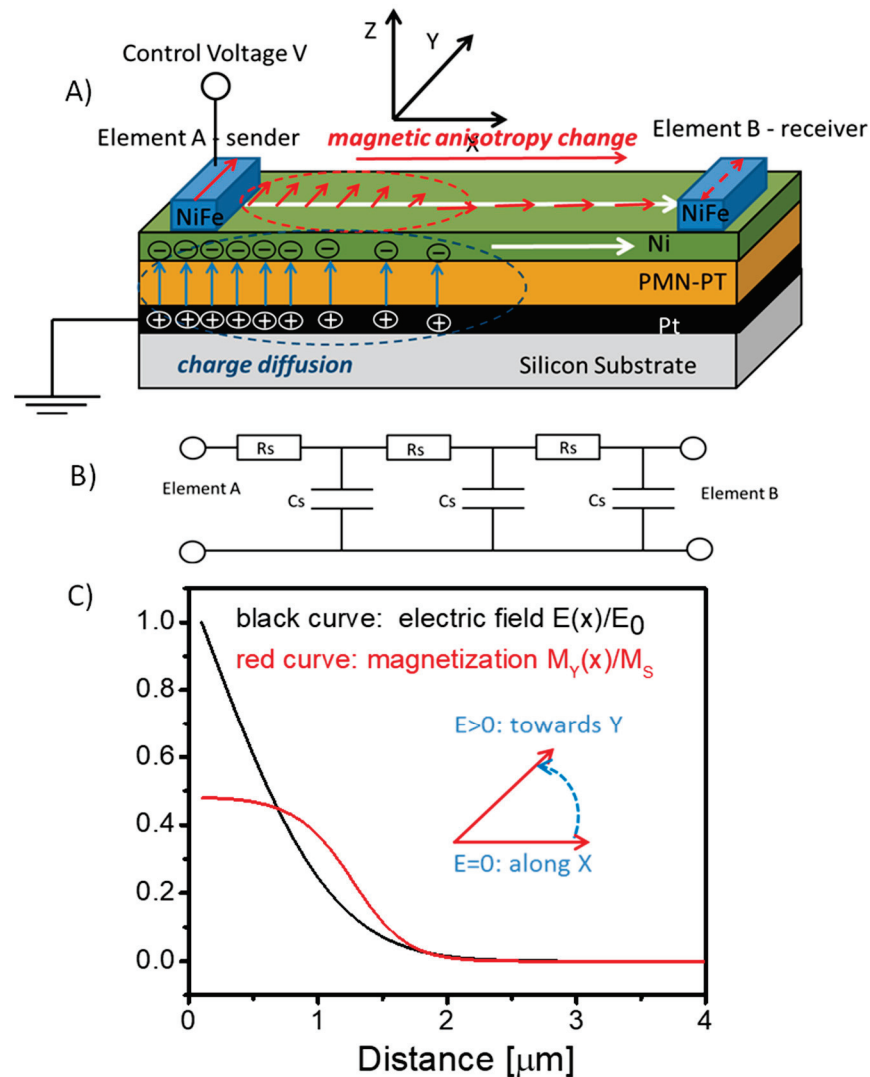 Z
Y
Control Voltage V
A)
Element A - sender
magnetic anisotropy change
X
Element B - receiver
NiFe
NiFe
Ni
PMN-PT
Pt
charge diffusion
Silicon Substrate
B)
Rs
Rs
Rs
Element A
Cs
Cs
Cs
Element B
C)
black curve: electric field E(x)/E₀
red curve: magnetization M_Y(x)/M_S
E>0: towards Y
E=0: along X
1.0
0.8
0.6
0.4
0.2
0.0
0
1
2
3
4
Distance [μm]